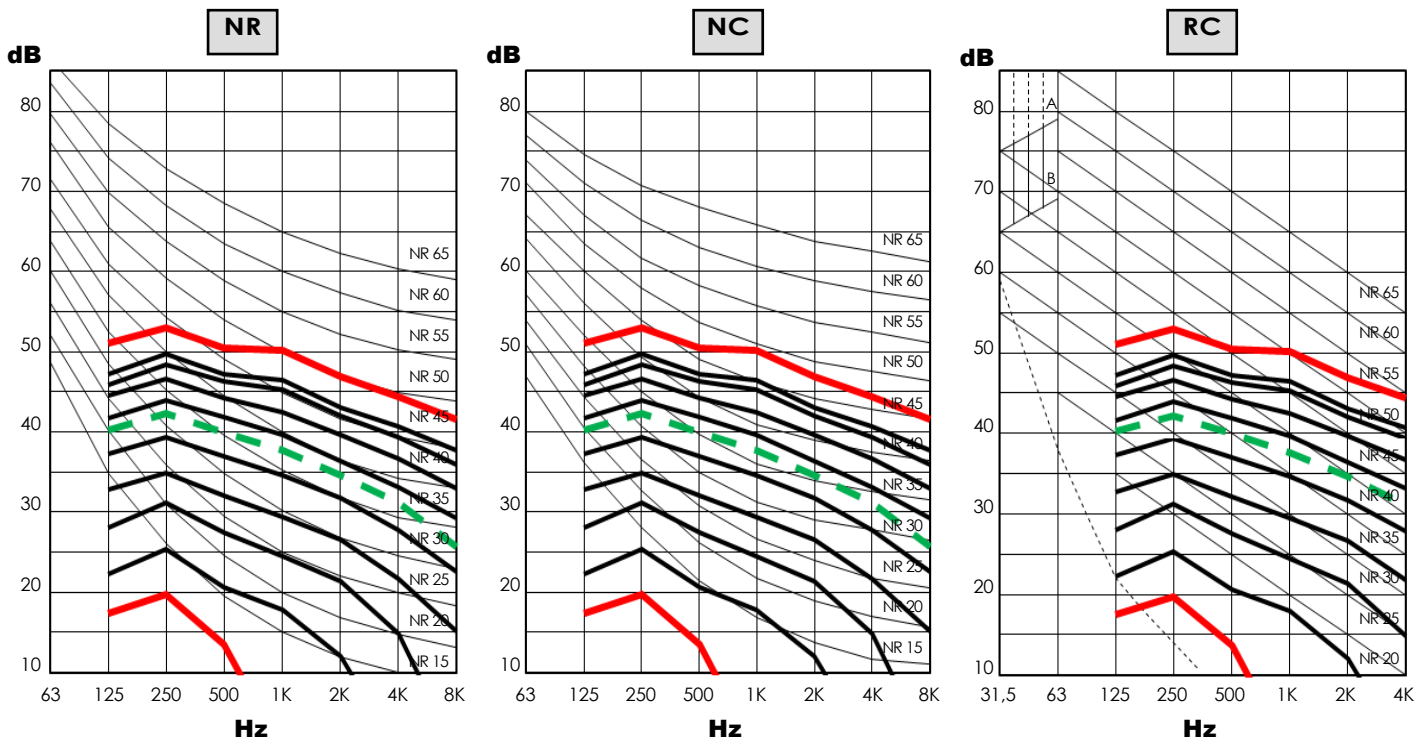 NR
dB
80
70
60
50
40
30
20
10
NR 65
NR 60
NR 55
NR 50
NR 45
NR 40
NR 35
NR 30
NR 25
NR 20
NR 15
63 125 250 500 1K 2K 4K 8K
Hz
NC
dB
80
70
60
50
40
30
20
10
NR 65
NR 60
NR 55
NR 50
NR 45
NR 40
NR 35
NR 30
NR 25
NR 20
NR 15
63 125 250 500 1K 2K 4K 8K
Hz
RC
dB
80
70
60
50
40
30
20
10
A
B
NR 65
NR 60
NR 55
NR 50
NR 45
NR 40
NR 35
NR 30
NR 25
NR 20
31,5 63 125 250 500 1K 2K 4K
Hz